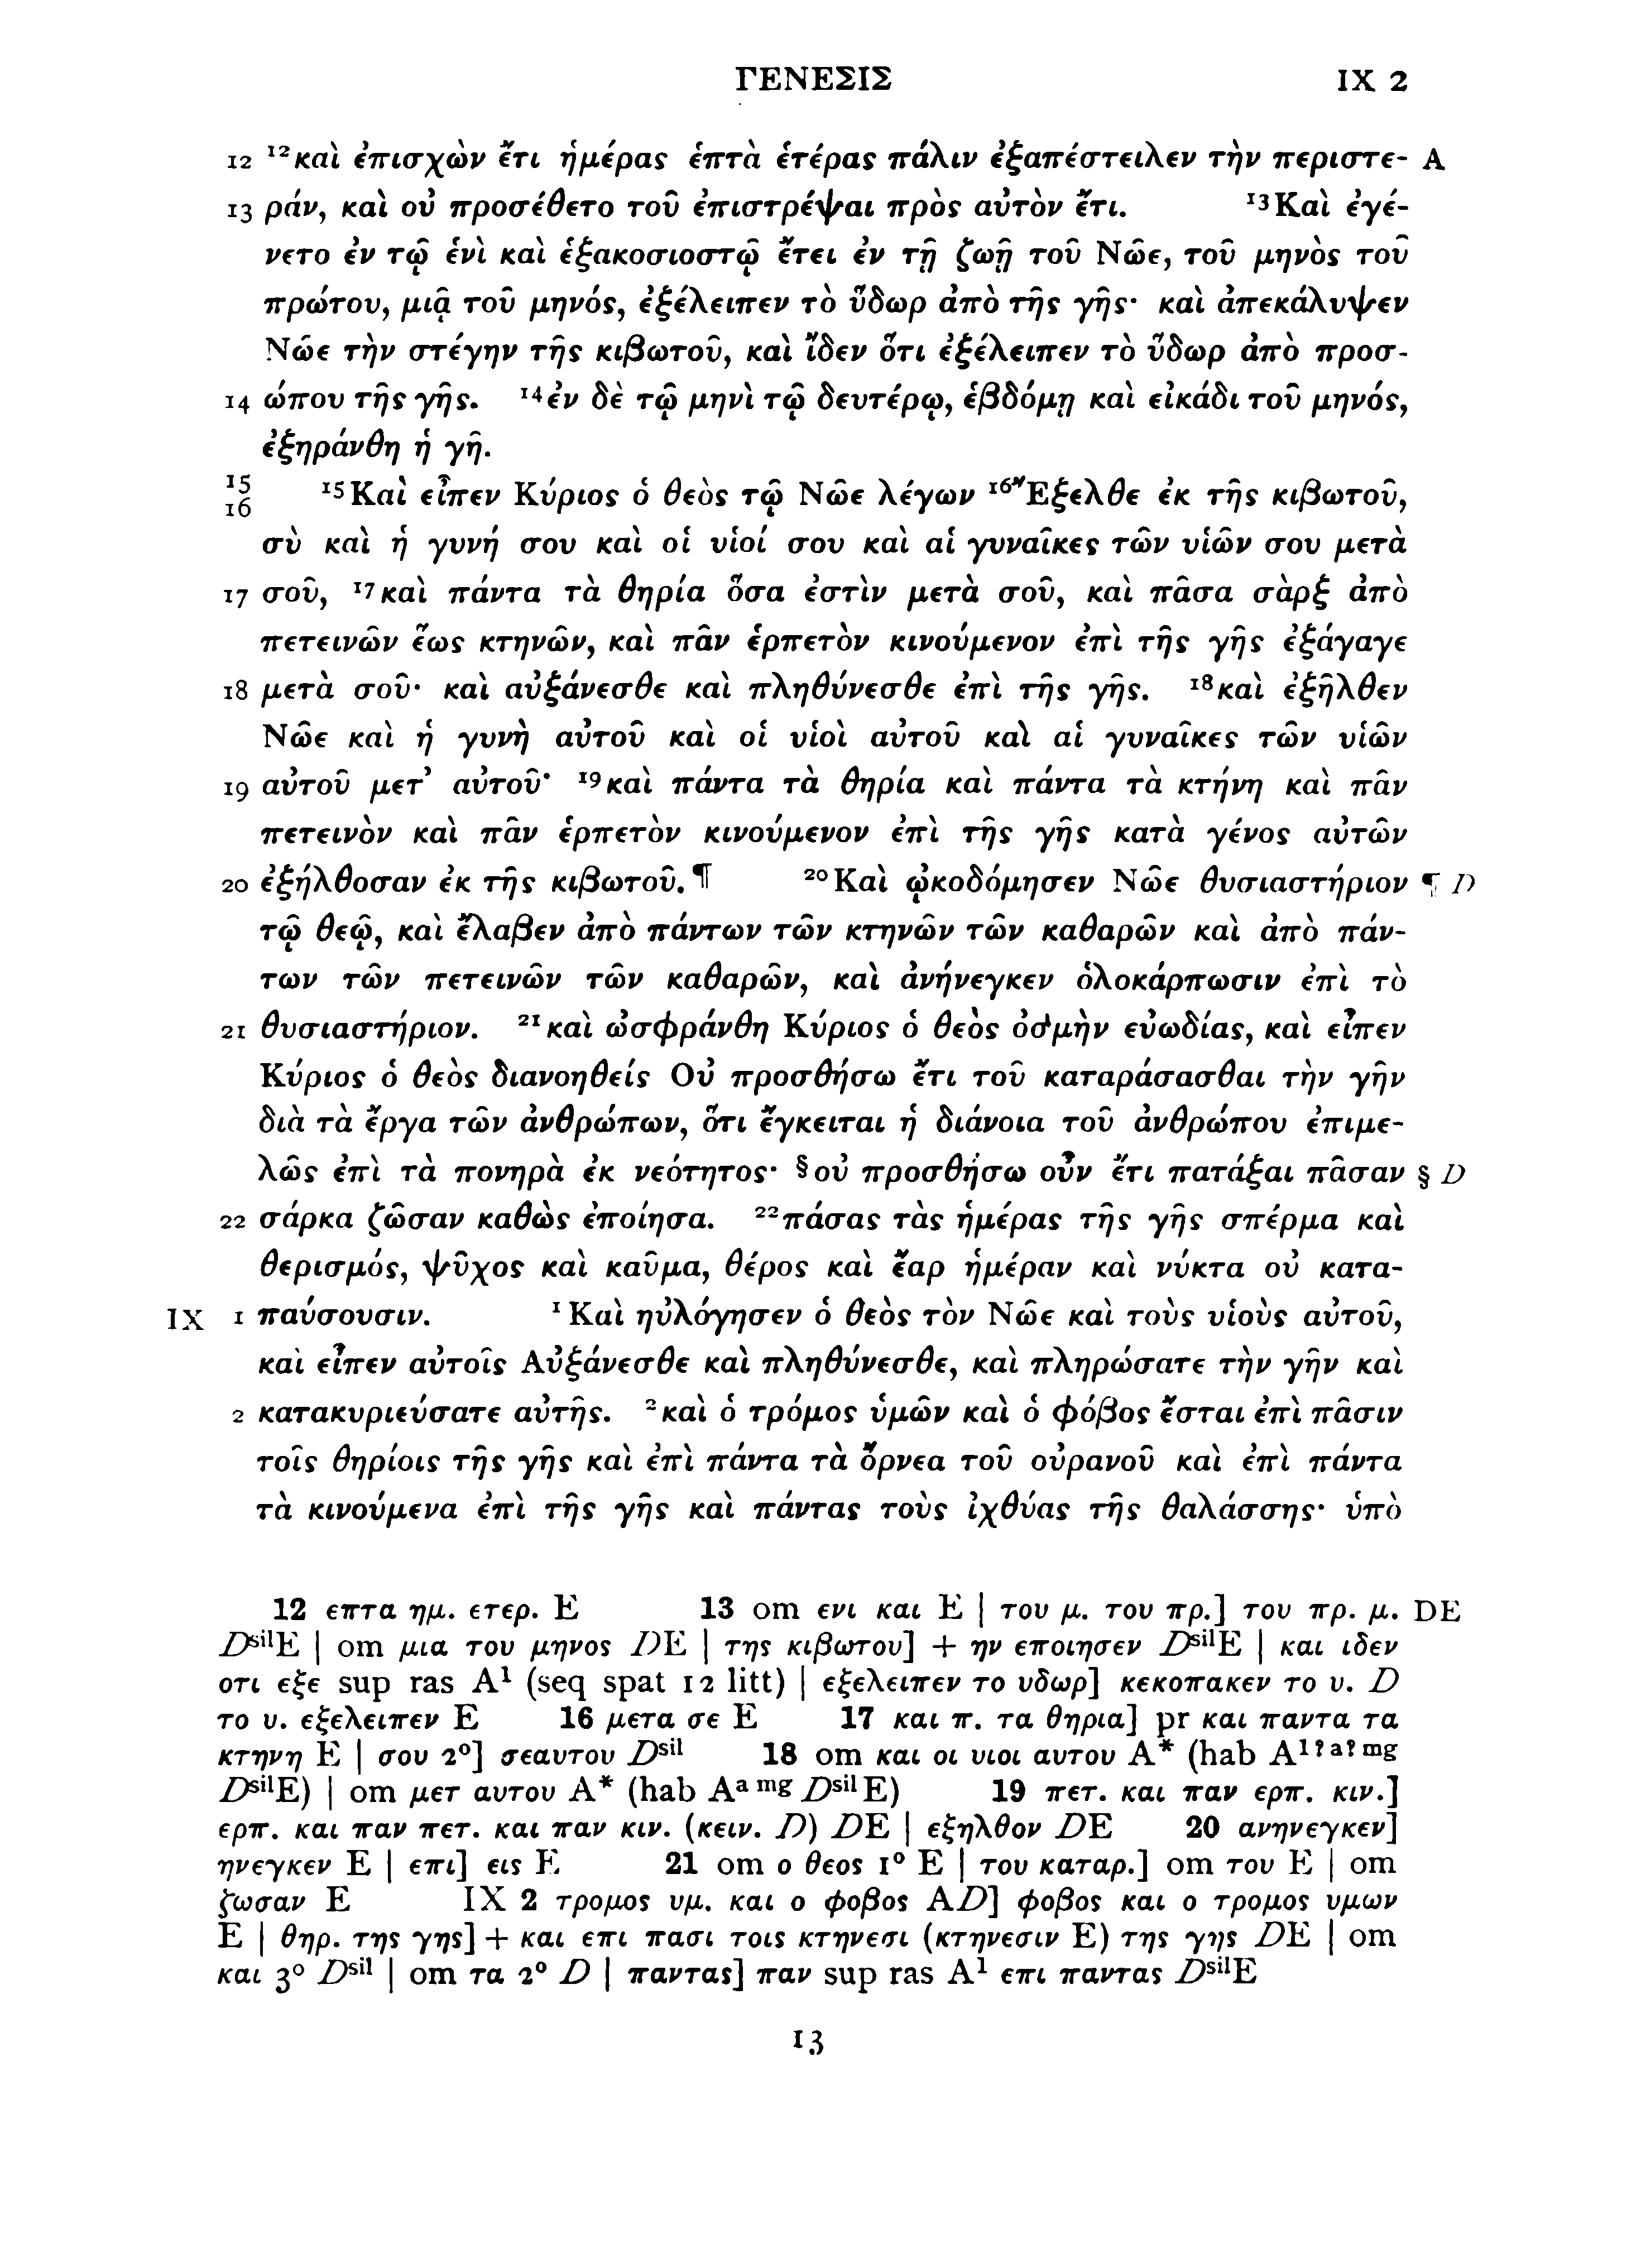 ΓΕΝΕΣΙΣ IX 2
12 ¹²καὶ ἐπισχὼν ἔτι ἡμέρας ἑπτὰ ἑτέρας πάλιν ἐξαπέστειλεν τὴν περιστε- A
13 ράν, καὶ οὐ προσέθετο τοῦ ἐπιστρέψαι πρὸς αὐτὸν ἔτι. ¹³Καὶ ἐγέ-
νετο ἐν τῷ ἑνὶ καὶ ἑξακοσιοστῷ ἔτει ἐν τῇ ζωῇ τοῦ Νῶε, τοῦ μηνὸς τοῦ
πρώτου, μιᾷ τοῦ μηνός, ἐξέλειπεν τὸ ὕδωρ ἀπὸ τῆς γῆς· καὶ ἀπεκάλυψεν
Νῶε τὴν στέγην τῆς κιβωτοῦ, καὶ ἴδεν ὅτι ἐξέλειπεν τὸ ὕδωρ ἀπὸ προσ-
14 ώπου τῆς γῆς. ¹⁴ἐν δὲ τῷ μηνὶ τῷ δευτέρῳ, ἑβδόμῃ καὶ εἰκάδι τοῦ μηνός,
ἐξηράνθη ἡ γῆ.
15
16 ¹⁵Καὶ εἶπεν Κύριος ὁ θεὸς τῷ Νῶε λέγων ¹⁶Ἔξελθε ἐκ τῆς κιβωτοῦ,
σὺ καὶ ἡ γυνή σου καὶ οἱ υἱοί σου καὶ αἱ γυναῖκες τῶν υἱῶν σου μετὰ
17 σοῦ, ¹⁷καὶ πάντα τὰ θηρία ὅσα ἐστὶν μετὰ σοῦ, καὶ πᾶσα σὰρξ ἀπὸ
πετεινῶν ἕως κτηνῶν, καὶ πᾶν ἑρπετὸν κινούμενον ἐπὶ τῆς γῆς ἐξάγαγε
18 μετὰ σοῦ· καὶ αὐξάνεσθε καὶ πληθύνεσθε ἐπὶ τῆς γῆς. ¹⁸καὶ ἐξῆλθεν
Νῶε καὶ ἡ γυνὴ αὐτοῦ καὶ οἱ υἱοὶ αὐτοῦ καὶ αἱ γυναῖκες τῶν υἱῶν
19 αὐτοῦ μετ᾽ αὐτοῦ· ¹⁹καὶ πάντα τὰ θηρία καὶ πάντα τὰ κτήνη καὶ πᾶν
πετεινὸν καὶ πᾶν ἑρπετὸν κινούμενον ἐπὶ τῆς γῆς κατὰ γένος αὐτῶν
20 ἐξήλθοσαν ἐκ τῆς κιβωτοῦ.¶ ²⁰Καὶ ᾠκοδόμησεν Νῶε θυσιαστήριον ¶ D
τῷ θεῷ, καὶ ἔλαβεν ἀπὸ πάντων τῶν κτηνῶν τῶν καθαρῶν καὶ ἀπὸ πάν-
των τῶν πετεινῶν τῶν καθαρῶν, καὶ ἀνήνεγκεν ὁλοκάρπωσιν ἐπὶ τὸ
21 θυσιαστήριον. ²¹καὶ ὠσφράνθη Κύριος ὁ θεὸς ὀσμὴν εὐωδίας, καὶ εἶπεν
Κύριος ὁ θεὸς διανοηθείς Οὐ προσθήσω ἔτι τοῦ καταράσασθαι τὴν γῆν
διὰ τὰ ἔργα τῶν ἀνθρώπων, ὅτι ἔγκειται ἡ διάνοια τοῦ ἀνθρώπου ἐπιμε-
λῶς ἐπὶ τὰ πονηρὰ ἐκ νεότητος· §οὐ προσθήσω οὖν ἔτι πατάξαι πᾶσαν § D
22 σάρκα ζῶσαν καθὼς ἐποίησα. ²²πάσας τὰς ἡμέρας τῆς γῆς σπέρμα καὶ
θερισμός, ψῦχος καὶ καῦμα, θέρος καὶ ἔαρ ἡμέραν καὶ νύκτα οὐ κατα-
IX 1 παύσουσιν. ¹Καὶ ηὐλόγησεν ὁ θεὸς τὸν Νῶε καὶ τοὺς υἱοὺς αὐτοῦ,
καὶ εἶπεν αὐτοῖς Αὐξάνεσθε καὶ πληθύνεσθε, καὶ πληρώσατε τὴν γῆν καὶ
2 κατακυριεύσατε αὐτῆς. ²καὶ ὁ τρόμος ὑμῶν καὶ ὁ φόβος ἔσται ἐπὶ πᾶσιν
τοῖς θηρίοις τῆς γῆς καὶ ἐπὶ πάντα τὰ ὄρνεα τοῦ οὐρανοῦ καὶ ἐπὶ πάντα
τὰ κινούμενα ἐπὶ τῆς γῆς καὶ πάντας τοὺς ἰχθύας τῆς θαλάσσης· ὑπὸ
12 επτα ημ. ετερ. E 13 om ενι και E | του μ. του πρ.] του πρ. μ. DE
DˢⁱˡE | om μια του μηνος DE | της κιβωτου] + ην εποιησεν DˢⁱˡE | και ιδεν
οτι εξε sup ras A¹ (seq spat 12 litt) | εξελειπεν το υδωρ] κεκοπακεν το υ. D
το υ. εξελειπεν E 16 μετα σε E 17 και π. τα θηρια] pr και παντα τα
κτηνη E | σου 2º] σεαυτου Dˢⁱˡ 18 om και οι υιοι αυτου A* (hab A¹ˀᵃˀᵐᵍ
DˢⁱˡE) | om μετ αυτου A* (hab Aᵃᵐᵍ DˢⁱˡE) 19 πετ. και παν ερπ. κιν.]
ερπ. και παν πετ. και παν κιν. (κειν. D) DE | εξηλθον DE 20 ανηνεγκεν]
ηνεγκεν E | επι] εις E 21 om ο θεος 1º E | του καταρ.] om του E | om
ζωσαν E IX 2 τρομος υμ. και ο φοβος AD] φοβος και ο τρομος υμων
E | θηρ. της γης] + και επι πασι τοις κτηνεσι (κτηνεσιν E) της γης DE | om
και 3º Dˢⁱˡ | om τα 2º D | παντας] παν sup ras A¹ επι παντας DˢⁱˡE
13